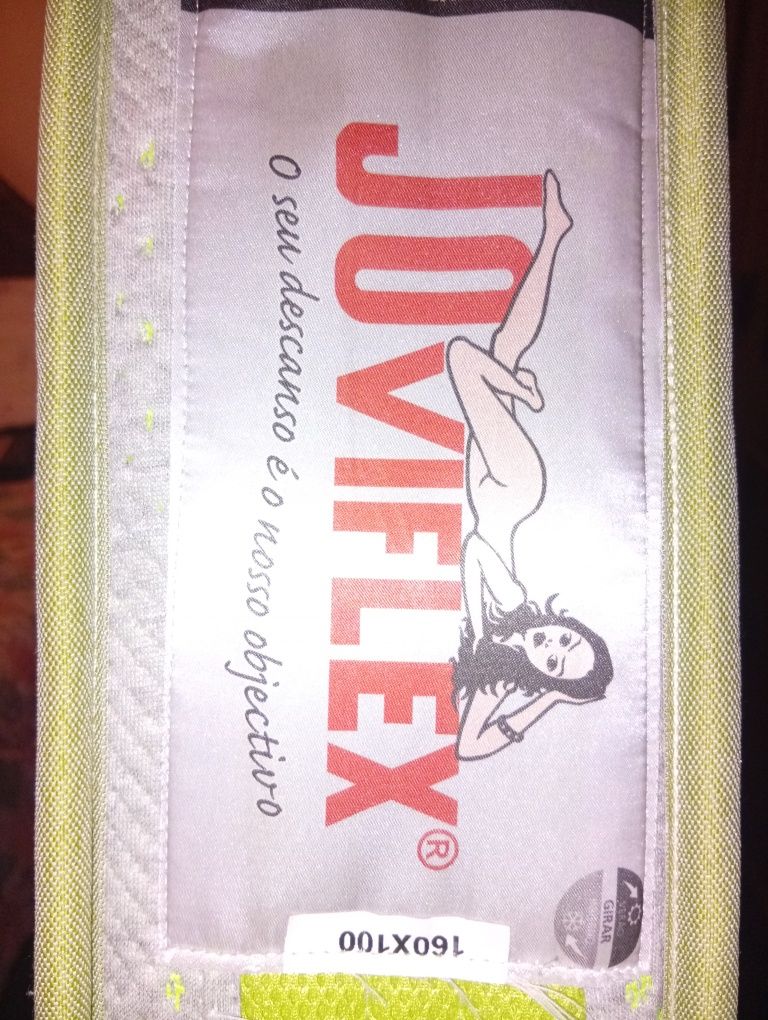 JOVIFLEX®
O seu descanso é o nosso objectivo
GIRAR
160X100